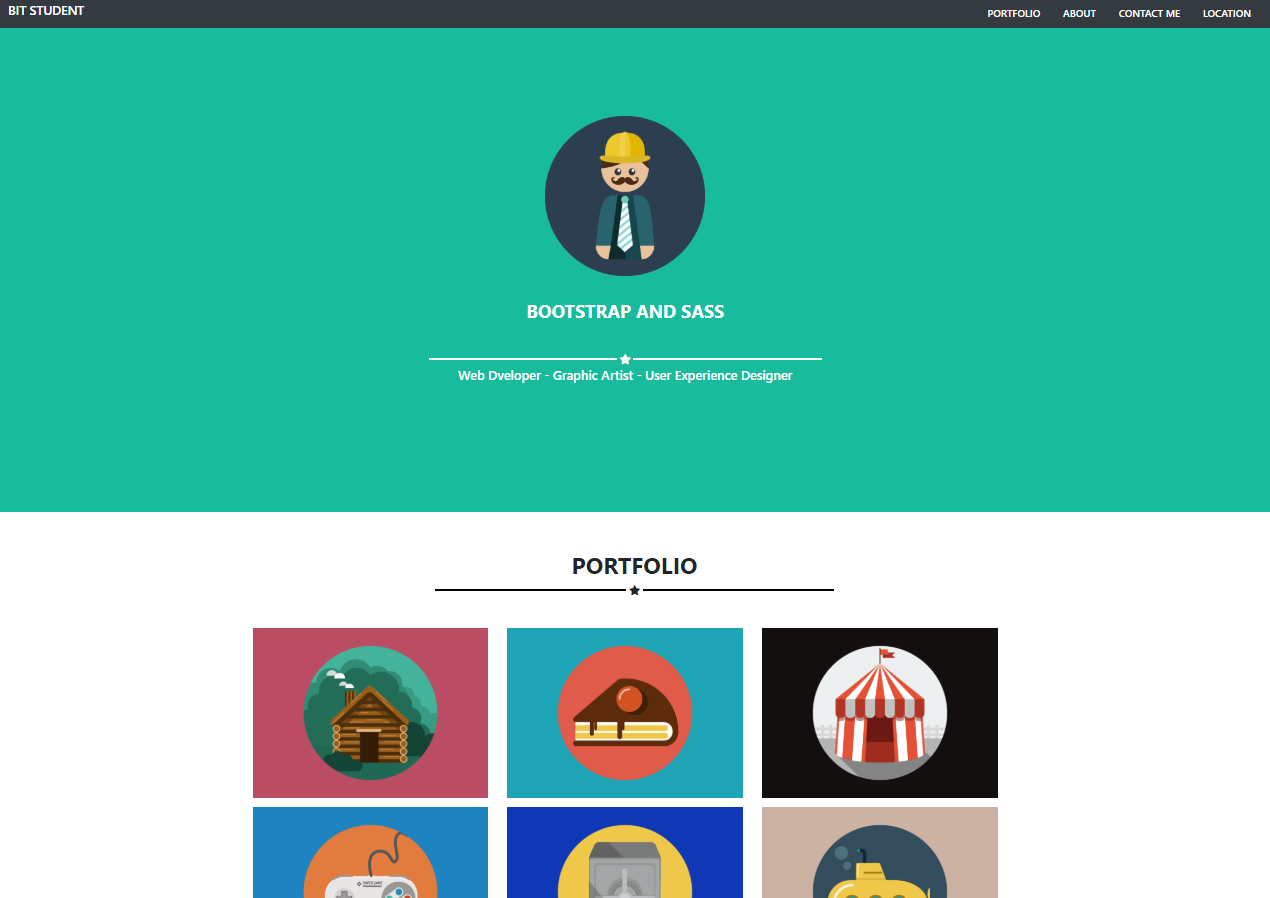 BIT STUDENT
PORTFOLIO ABOUT CONTACT ME LOCATION
BOOTSTRAP AND SASS
Web Dveloper - Graphic Artist - User Experience Designer
PORTFOLIO